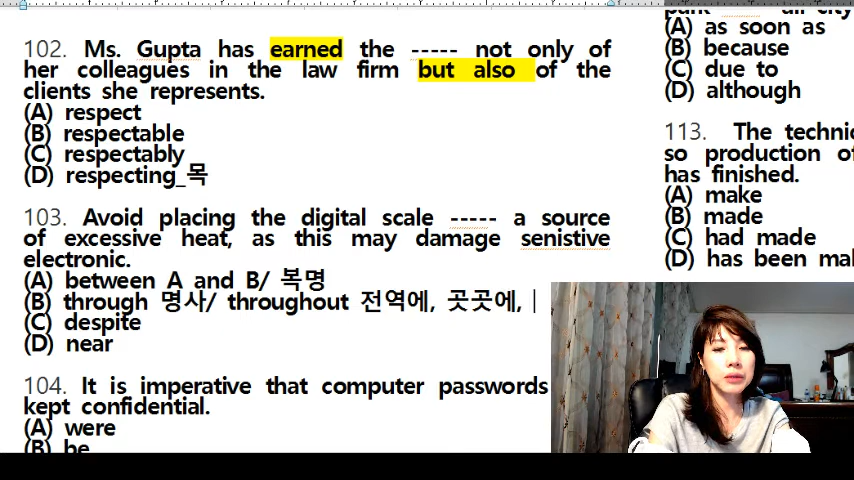 102. Ms. Gupta has earned the ----- not only of
her colleagues in the law firm but also of the
clients she represents.
(A) respect
(B) respectable
(C) respectably
(D) respecting_목
103. Avoid placing the digital scale ----- a source
of excessive heat, as this may damage senistive
electronic.
(A) between A and B/ 복명
(B) through 명사/ throughout 전역에, 곳곳에,
(C) despite
(D) near
104. It is imperative that computer passwords
kept confidential.
(A) were
(B) be
(A) as soon as
(B) because
(C) due to
(D) although
113. The
so production
has finished.
(A) make
(B) made
(C) had made
(D) has been